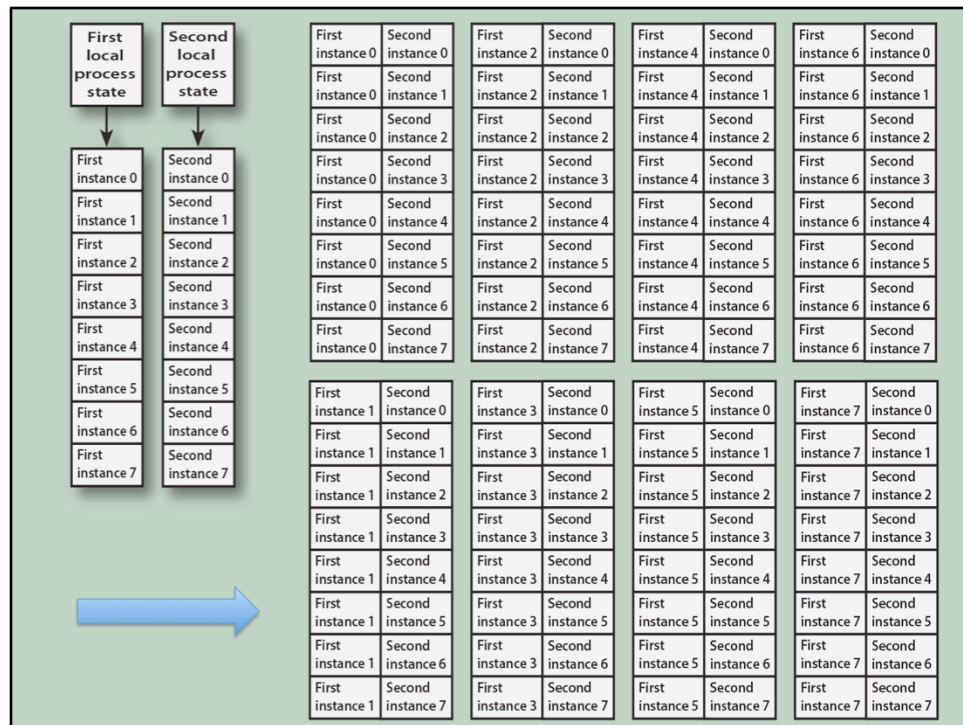 First
local
process
state
Second
local
process
state
First
instance 0
First
instance 1
First
instance 2
First
instance 3
First
instance 4
First
instance 5
First
instance 6
First
instance 7
Second
instance 0
Second
instance 1
Second
instance 2
Second
instance 3
Second
instance 4
Second
instance 5
Second
instance 6
Second
instance 7
First Second
instance 0 instance 0
First Second
instance 0 instance 1
First Second
instance 0 instance 2
First Second
instance 0 instance 3
First Second
instance 0 instance 4
First Second
instance 0 instance 5
First Second
instance 0 instance 6
First Second
instance 0 instance 7
First Second
instance 2 instance 0
First Second
instance 2 instance 1
First Second
instance 2 instance 2
First Second
instance 2 instance 3
First Second
instance 2 instance 4
First Second
instance 2 instance 5
First Second
instance 2 instance 6
First Second
instance 2 instance 7
First Second
instance 4 instance 0
First Second
instance 4 instance 1
First Second
instance 4 instance 2
First Second
instance 4 instance 3
First Second
instance 4 instance 4
First Second
instance 4 instance 5
First Second
instance 4 instance 6
First Second
instance 4 instance 7
First Second
instance 6 instance 0
First Second
instance 6 instance 1
First Second
instance 6 instance 2
First Second
instance 6 instance 3
First Second
instance 6 instance 4
First Second
instance 6 instance 5
First Second
instance 6 instance 6
First Second
instance 6 instance 7
First Second
instance 1 instance 0
First Second
instance 1 instance 1
First Second
instance 1 instance 2
First Second
instance 1 instance 3
First Second
instance 1 instance 4
First Second
instance 1 instance 5
First Second
instance 1 instance 6
First Second
instance 1 instance 7
First Second
instance 3 instance 0
First Second
instance 3 instance 1
First Second
instance 3 instance 2
First Second
instance 3 instance 3
First Second
instance 3 instance 4
First Second
instance 3 instance 5
First Second
instance 3 instance 6
First Second
instance 3 instance 7
First Second
instance 5 instance 0
First Second
instance 5 instance 1
First Second
instance 5 instance 2
First Second
instance 5 instance 3
First Second
instance 5 instance 4
First Second
instance 5 instance 5
First Second
instance 5 instance 6
First Second
instance 5 instance 7
First Second
instance 7 instance 0
First Second
instance 7 instance 1
First Second
instance 7 instance 2
First Second
instance 7 instance 3
First Second
instance 7 instance 4
First Second
instance 7 instance 5
First Second
instance 7 instance 6
First Second
instance 7 instance 7